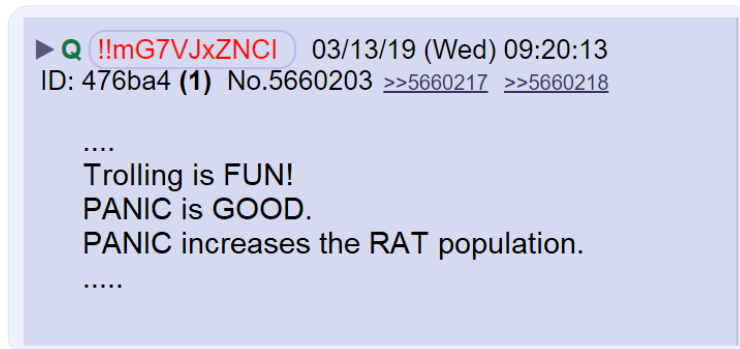 ▶ Q !!mG7VJxZNCI 03/13/19 (Wed) 09:20:13
ID: 476ba4 (1) No.5660203 >>5660217 >>5660218
....
Trolling is FUN!
PANIC is GOOD.
PANIC increases the RAT population.
.....